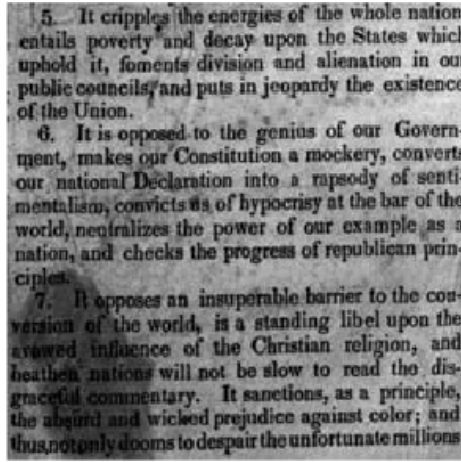 5. It cripples the energies of the whole nation
entails poverty and decay upon the States which
uphold it, foments division and alienation in our
public councils, and puts in jeopardy the existence
of the Union.
6. It is opposed to the genius of our Govern-
ment, makes our Constitution a mockery, converts
our national Declaration into a rapsody of senti-
mentalism, convicts us of hypocrisy at the bar of the
world, neutralizes the power of our example as a
nation, and checks the progress of republican prin-
ciples.
7. It opposes an insuperable barrier to the con-
version of the world, is a standing libel upon the
avowed influence of the Christian religion, and
heathen nations will not be slow to read the dis-
graceful commentary. It sanctions, as a principle,
the absurd and wicked prejudice against color; and
thus, not only dooms to despair the unfortunate millions